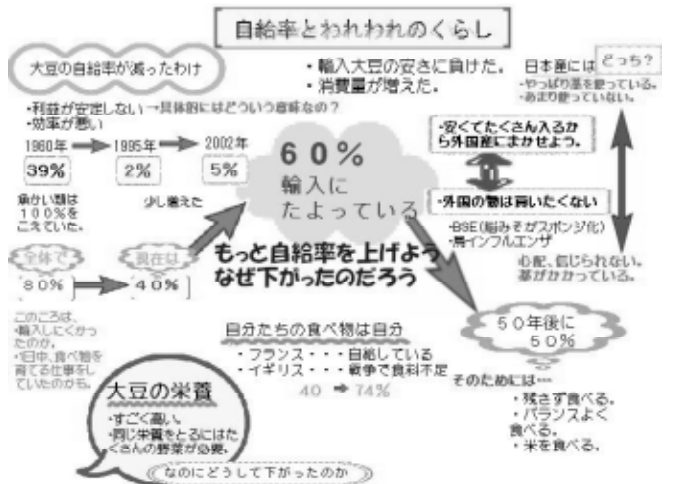 自給率とわれわれのくらし
大豆の自給率が減ったわけ
・輸入大豆の安さに負けた。
・消費量が増えた。
日本産には
どっち?
・やっぱり薬を使っている。
・あまり使っていない。
・利益が安定しない→具体的にはどういう意味なの?
・効率が悪い
1960年
1995年
2002年
39%
2%
5%
魚かい類は
100%を
こえていた。
少し増えた
60%
輸入に
たよっている
・安くてたくさん入るか
ら外国産にまかせよう。
・外国の物は買いたくない
・BSE(脳みそがスポンジ化)
・鳥インフルエンザ
心配、信じられない。
薬がかかっている。
全体で
80%
現在は
40%
もっと自給率を上げよう
なぜ下がったのだろう
このころは、
・輸入しにくかっ
たのか。
・1日中、食べ物を
育てる仕事をし
ていたのかも。
自分たちの食べ物は自分
・フランス・・・自給している
・イギリス・・・戦争で食料不足
40 ➡ 74%
50年後に
50%
そのためには…
・残さず食べる。
・バランスよく
食べる。
・米を食べる。
大豆の栄養
・すごく高い。
・同じ栄養をとるにはた
くさんの野菜が必要。
なのにどうして下がったのか